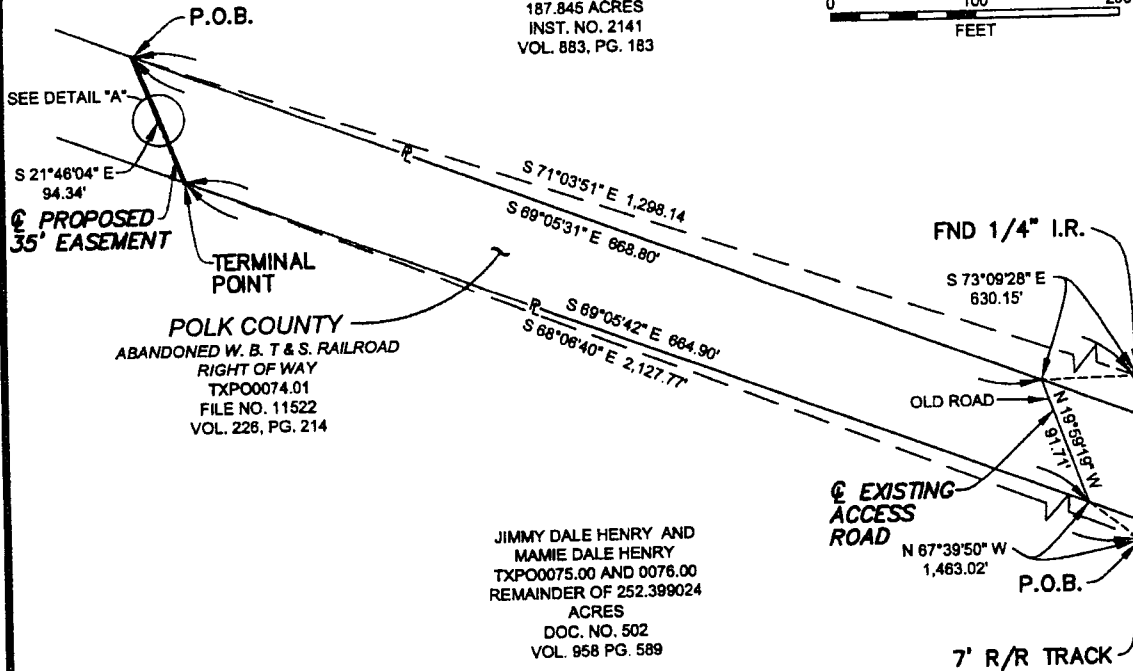 P.O.B.
187.845 ACRES
INST. NO. 2141
VOL. 883, PG. 183
0 100
FEET
SEE DETAIL "A"
S 21°46'04" E
94.34'
℄ PROPOSED
35' EASEMENT
TERMINAL
POINT
POLK COUNTY
ABANDONED W. B. T & S. RAILROAD
RIGHT OF WAY
TXPO0074.01
FILE NO. 11522
VOL. 226, PG. 214
S 71°03'51" E 1,298.14
S 69°05'31" E 668.80'
S 69°05'42" E 664.90'
S 68°06'40" E 2,127.77'
FND 1/4" I.R.
S 73°09'28" E
630.15'
OLD ROAD
N 19°59'19" W
91.71'
℄ EXISTING
ACCESS
ROAD
N 67°39'50" W
1,463.02'
P.O.B.
JIMMY DALE HENRY AND
MAMIE DALE HENRY
TXPO0075.00 AND 0076.00
REMAINDER OF 252.399024
ACRES
DOC. NO. 502
VOL. 958 PG. 589
7' R/R TRACK